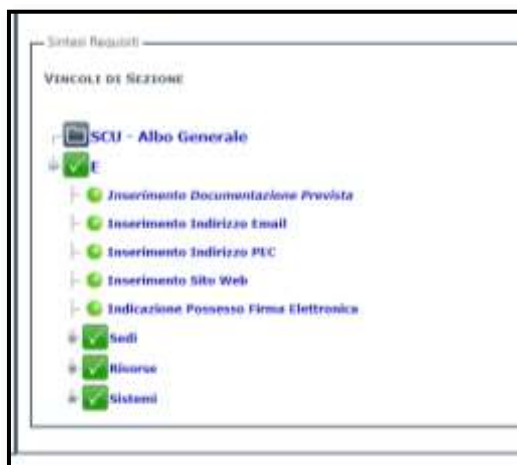 Sintesi Requisiti
VINCOLI DI SEZIONE
SCU - Albo Generale
E
Inserimento Documentazione Prevista
Inserimento Indirizzo Email
Inserimento Indirizzo PEC
Inserimento Sito Web
Indicazione Possesso Firma Elettronica
Sedi
Risorse
Sistemi